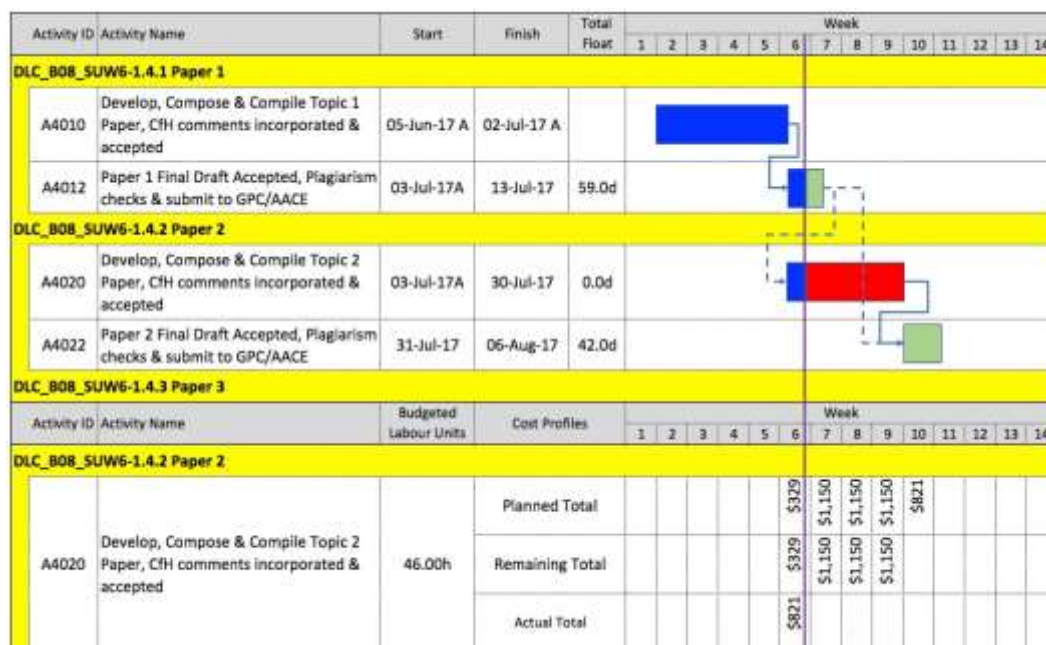 Activity ID Activity Name Start Finish Total Float Week
1 2 3 4 5 6 7 8 9 10 11 12 13 14
DLC_B08_SUW6-1.4.1 Paper 1
A4010 Develop, Compose & Compile Topic 1 Paper, CfH comments incorporated & accepted 05-Jun-17 A 02-Jul-17 A
A4012 Paper 1 Final Draft Accepted, Plagiarism checks & submit to GPC/AACE 03-Jul-17A 13-Jul-17 59.0d
DLC_B08_SUW6-1.4.2 Paper 2
A4020 Develop, Compose & Compile Topic 2 Paper, CfH comments incorporated & accepted 03-Jul-17A 30-Jul-17 0.0d
A4022 Paper 2 Final Draft Accepted, Plagiarism checks & submit to GPC/AACE 31-Jul-17 06-Aug-17 42.0d
DLC_B08_SUW6-1.4.3 Paper 3
Activity ID Activity Name Budgeted Labour Units Cost Profiles Week
1 2 3 4 5 6 7 8 9 10 11 12 13 14
DLC_B08_SUW6-1.4.2 Paper 2
A4020 Develop, Compose & Compile Topic 2 Paper, CfH comments incorporated & accepted 46.00h
Planned Total $329 $1,150 $1,150 $1,150 $821
Remaining Total $329 $1,150 $1,150 $1,150
Actual Total $821